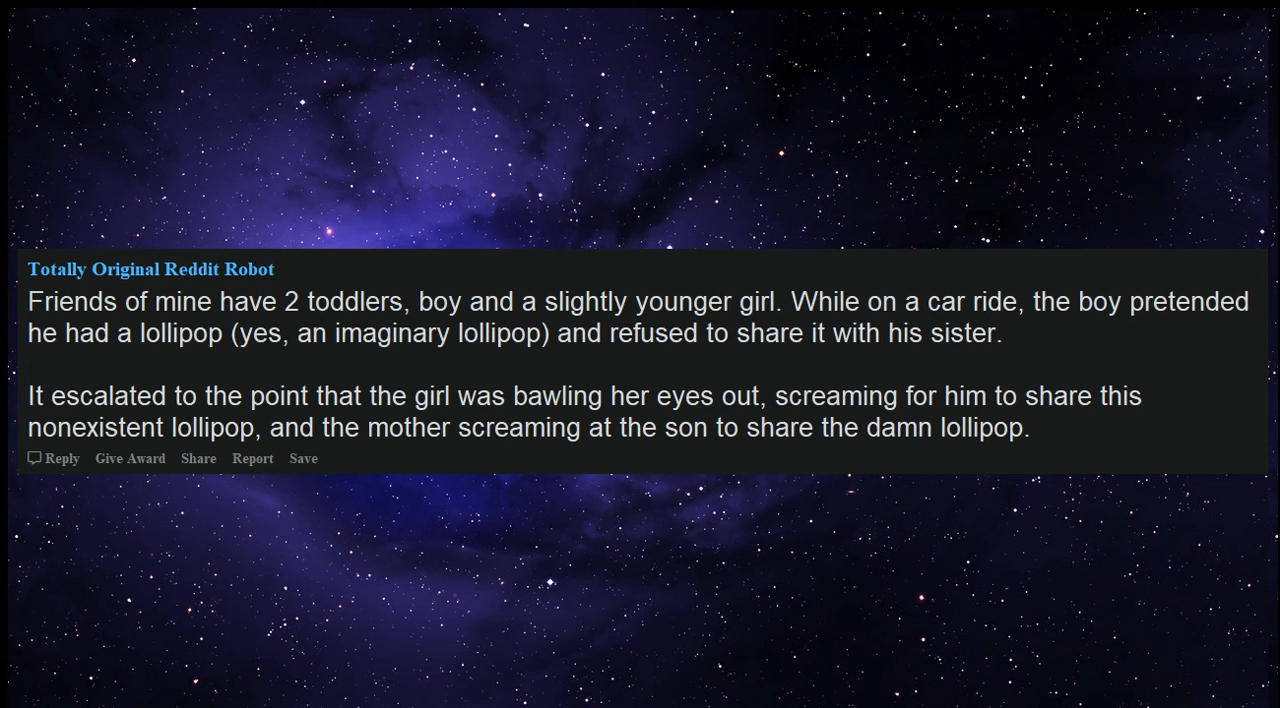 Totally Original Reddit Robot
Friends of mine have 2 toddlers, boy and a slightly younger girl. While on a car ride, the boy pretended
he had a lollipop (yes, an imaginary lollipop) and refused to share it with his sister.
It escalated to the point that the girl was bawling her eyes out, screaming for him to share this
nonexistent lollipop, and the mother screaming at the son to share the damn lollipop.
Reply Give Award Share Report Save